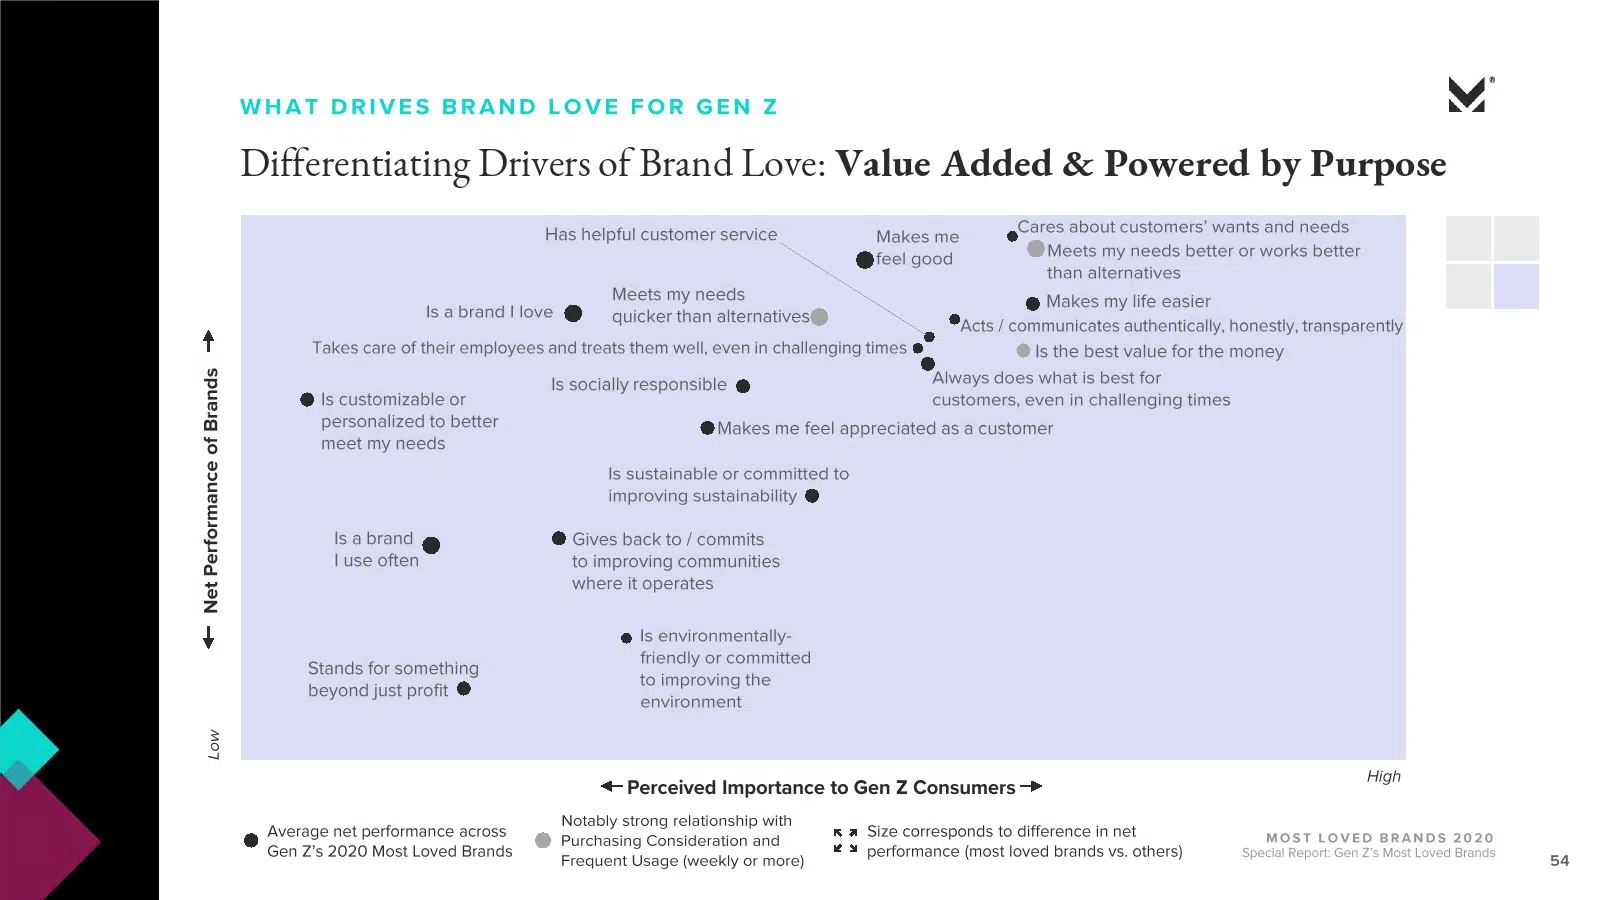 WHAT DRIVES BRAND LOVE FOR GEN Z
Differentiating Drivers of Brand Love: Value Added & Powered by Purpose
Has helpful customer service
Makes me
feel good
Cares about customers’ wants and needs
Meets my needs better or works better
than alternatives
Is a brand I love
Meets my needs
quicker than alternatives
Makes my life easier
Acts / communicates authentically, honestly, transparently
Takes care of their employees and treats them well, even in challenging times
Is the best value for the money
Always does what is best for
customers, even in challenging times
Is socially responsible
Is customizable or
personalized to better
meet my needs
Makes me feel appreciated as a customer
Is sustainable or committed to
improving sustainability
Is a brand
I use often
Gives back to / commits
to improving communities
where it operates
Is environmentally-
friendly or committed
to improving the
environment
Stands for something
beyond just profit
Net Performance of Brands
Low
High
Perceived Importance to Gen Z Consumers
Average net performance across
Gen Z’s 2020 Most Loved Brands
Notably strong relationship with
Purchasing Consideration and
Frequent Usage (weekly or more)
Size corresponds to difference in net
performance (most loved brands vs. others)
MOST LOVED BRANDS 2020
Special Report: Gen Z’s Most Loved Brands
54